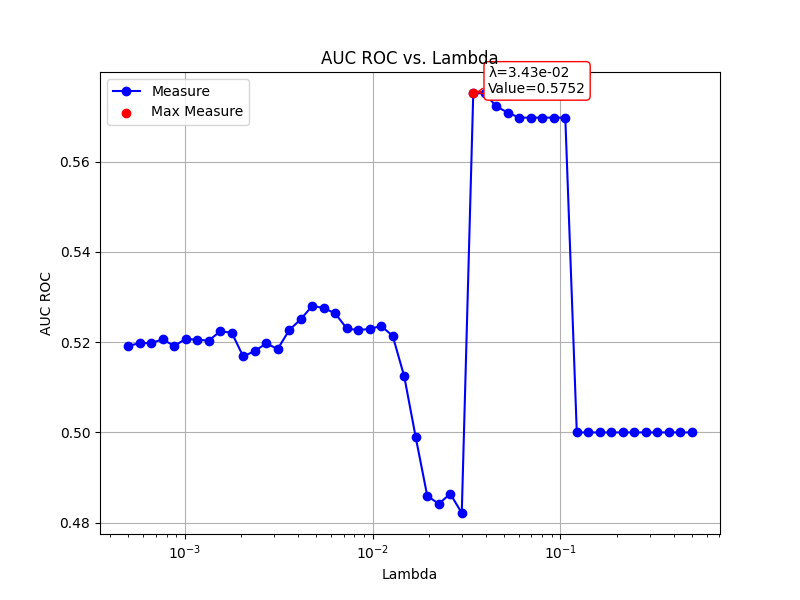 AUC ROC vs. Lambda
λ=3.43e-02
Value=0.5752
Measure
Max Measure
0.56
0.54
0.52
0.50
0.48
AUC ROC
10⁻³
10⁻²
10⁻¹
Lambda